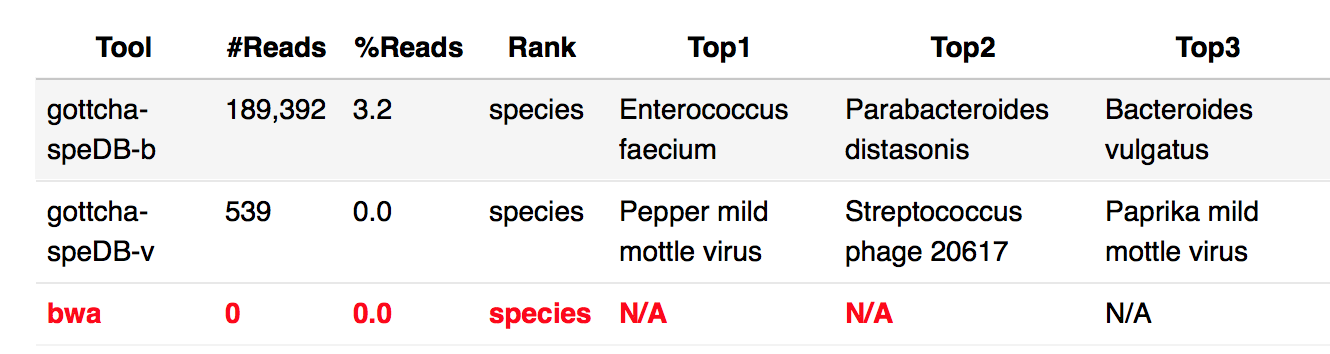 Tool #Reads %Reads Rank Top1 Top2 Top3
gottcha- 189,392 3.2 species Enterococcus Parabacteroides Bacteroides
speDB-b faecium distasonis vulgatus
gottcha- 539 0.0 species Pepper mild Streptococcus Paprika mild
speDB-v mottle virus phage 20617 mottle virus
bwa 0 0.0 species N/A N/A N/A